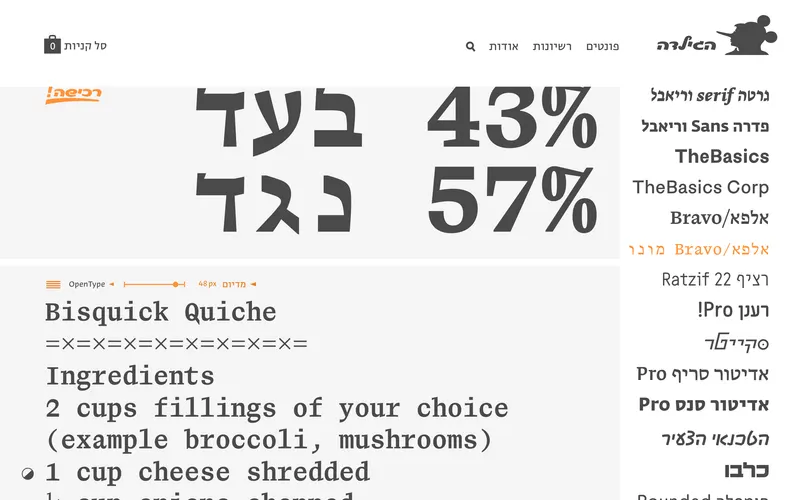 הגילדה
פונטים
רשיונות
אודות
סל קניות
0
רכישה!
43% בעד
57% נגד
OpenType
48 px
מדיום
Bisquick Quiche
=×=×=×=×=×=×=×=×=
Ingredients
2 cups fillings of your choice
(example broccoli, mushrooms)
1 cup cheese shredded
גרטה serif וריאבל
פדרה Sans וריאבל
TheBasics
TheBasics Corp
אלפא/Bravo
אלפא/Bravo מונו
רציף 22 Ratzif
רענן Pro!
סקייטר
אדיטור סריף Pro
אדיטור סנס Pro
הטכנאי הצעיר
כרבו